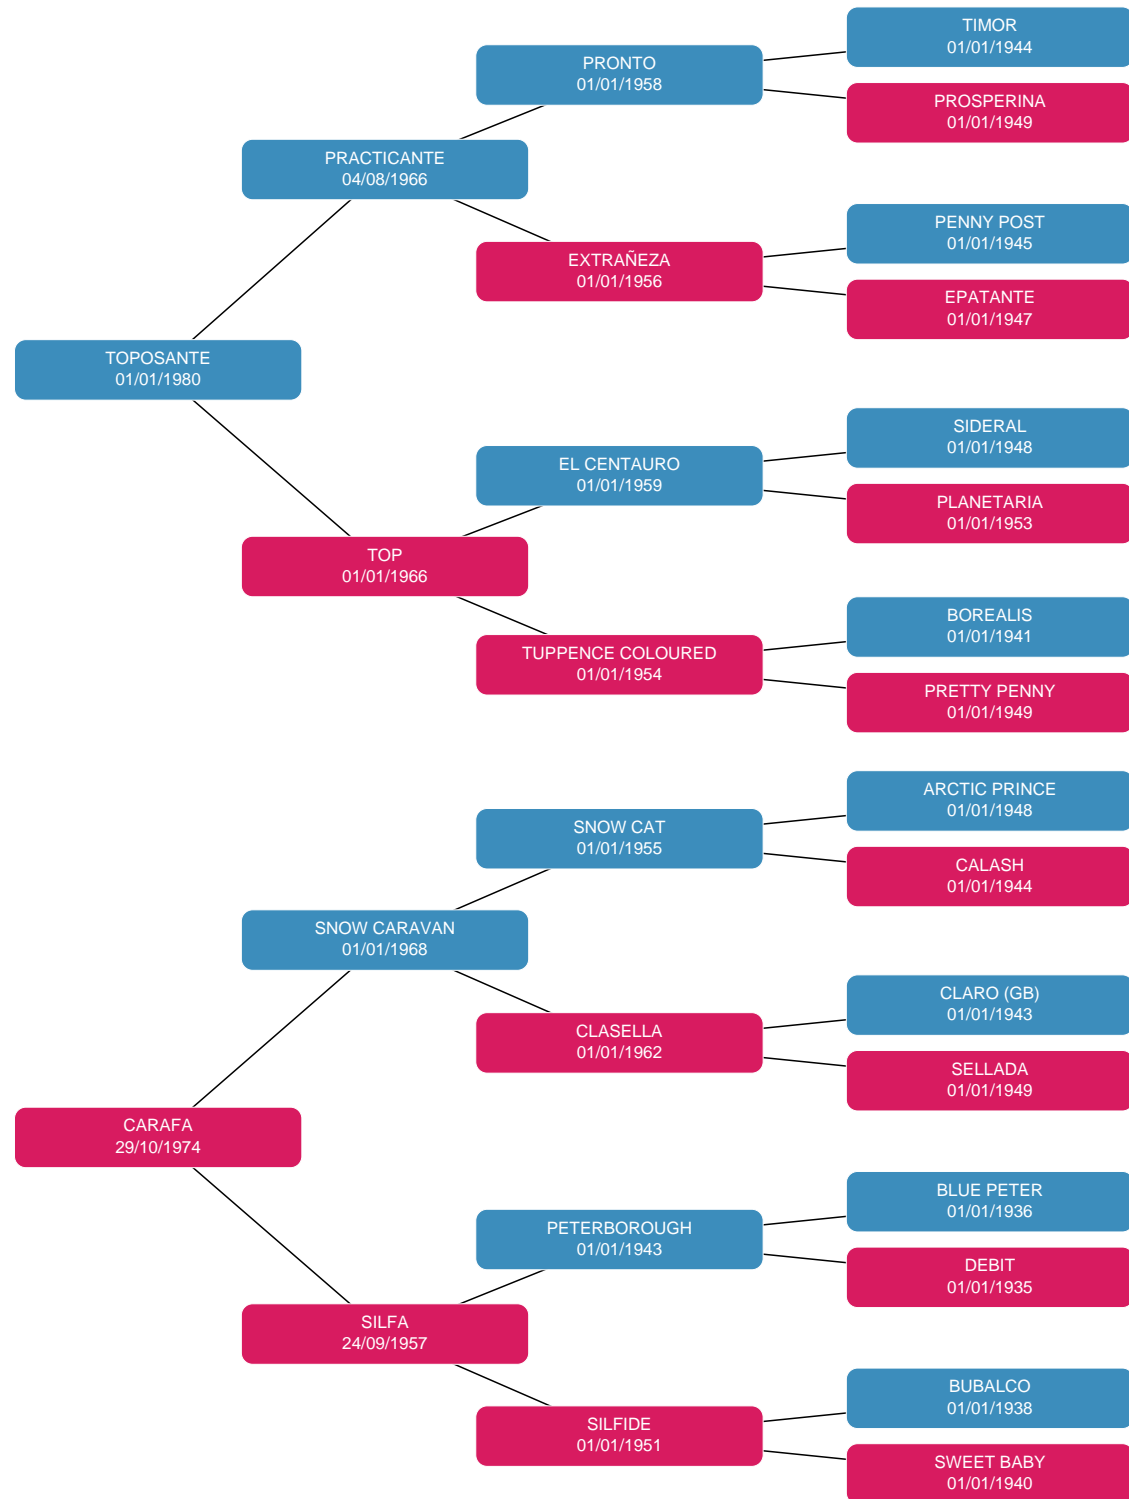 TIMOR
01/01/1944
PRONTO
01/01/1958
PROSPERINA
01/01/1949
PRACTICANTE
04/08/1966
PENNY POST
01/01/1945
EXTRAÑEZA
01/01/1956
EPATANTE
01/01/1947
TOPOSANTE
01/01/1980
SIDERAL
01/01/1948
EL CENTAURO
01/01/1959
PLANETARIA
01/01/1953
TOP
01/01/1966
BOREALIS
01/01/1941
TUPPENCE COLOURED
01/01/1954
PRETTY PENNY
01/01/1949
ARCTIC PRINCE
01/01/1948
SNOW CAT
01/01/1955
CALASH
01/01/1944
SNOW CARAVAN
01/01/1968
CLARO (GB)
01/01/1943
CLASELLA
01/01/1962
SELLADA
01/01/1949
CARAFA
29/10/1974
BLUE PETER
01/01/1936
PETERBOROUGH
01/01/1943
DEBIT
01/01/1935
SILFA
24/09/1957
BUBALCO
01/01/1938
SILFIDE
01/01/1951
SWEET BABY
01/01/1940